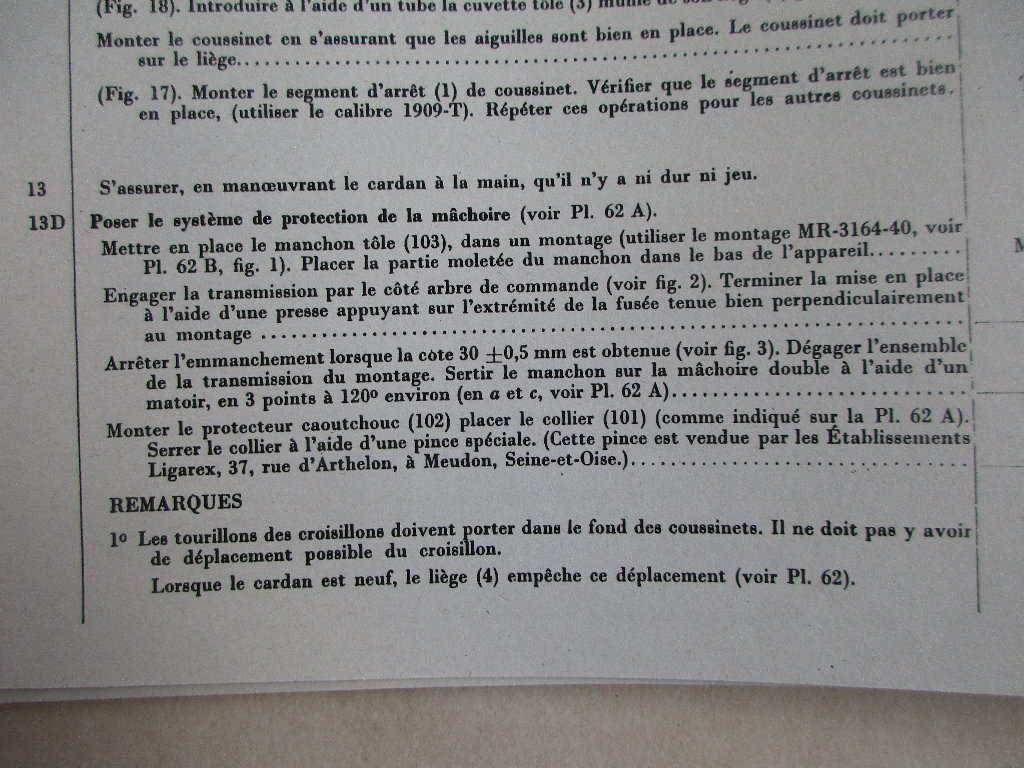 (Fig. 18). Introduire à l'aide d'un tube la cuvette tôle (3) munie de son
Monter le coussinet en s'assurant que les aiguilles sont bien en place. Le coussinet doit porter
sur le liège.
(Fig. 17). Monter le segment d'arrêt (1) de coussinet. Vérifier que le segment d'arrêt est bien
en place, (utiliser le calibre 1909-T). Répéter ces opérations pour les autres coussinets.
13 S'assurer, en manœuvrant le cardan à la main, qu'il n'y a ni dur ni jeu.
13D Poser le système de protection de la mâchoire (voir Pl. 62 A).
Mettre en place le manchon tôle (103), dans un montage (utiliser le montage MR-3164-40, voir
Pl. 62 B, fig. 1). Placer la partie moletée du manchon dans le bas de l'appareil.........
Engager la transmission par le côté arbre de commande (voir fig. 2). Terminer la mise en place
à l'aide d'une presse appuyant sur l'extrémité de la fusée tenue bien perpendiculairement
au montage
Arrêter l'emmanchement lorsque la cote 30 ±0,5 mm est obtenue (voir fig. 3). Dégager l'ensemble
de la transmission du montage. Sertir le manchon sur la mâchoire double à l'aide d'un
matoir, en 3 points à 120º environ (en a et c, voir Pl. 62 A)
Monter le protecteur caoutchouc (102) placer le collier (101) (comme indiqué sur la Pl. 62 A).
Serrer le collier à l'aide d'une pince spéciale. (Cette pince est vendue par les Établissements
Ligarex, 37, rue d'Arthelon, à Meudon, Seine-et-Oise.)
REMARQUES
1º Les tourillons des croisillons doivent porter dans le fond des coussinets. Il ne doit pas y avoir
de déplacement possible du croisillon.
Lorsque le cardan est neuf, le liège (4) empêche ce déplacement (voir Pl. 62).